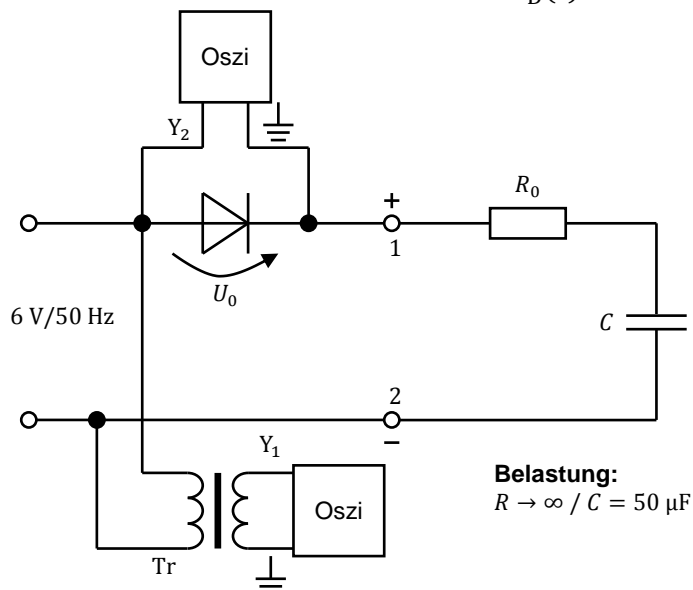 D
Oszi
Y2
+
R0
1
U0
6 V/50 Hz
C
2
Y1
−
Belastung:
R → ∞ / C = 50 μF
Oszi
Tr